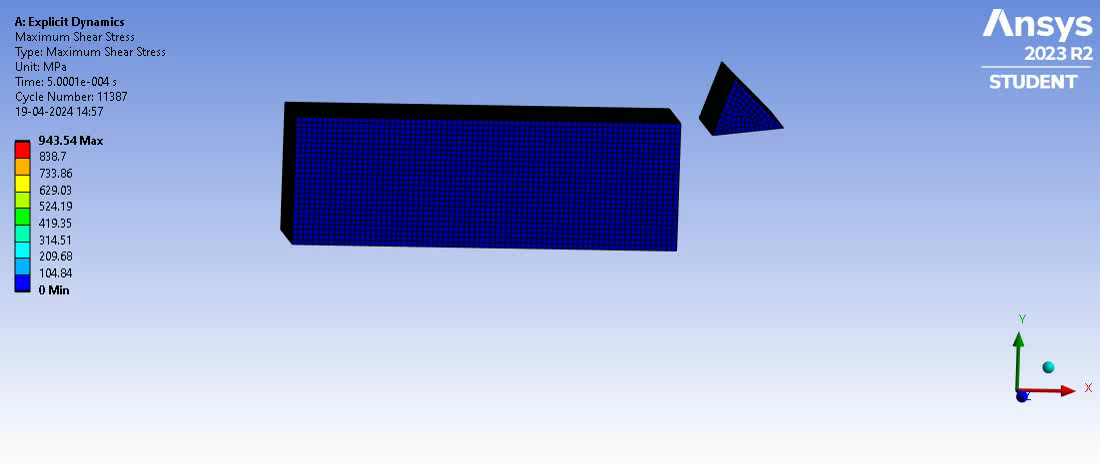 A: Explicit Dynamics
Maximum Shear Stress
Type: Maximum Shear Stress
Unit: MPa
Time: 5.0001e-004 s
Cycle Number: 11387
19-04-2024 14:57
943.54 Max
838.7
733.86
629.03
524.19
419.35
314.51
209.68
104.84
0 Min
Ansys
2023 R2
STUDENT
Y
X
Z